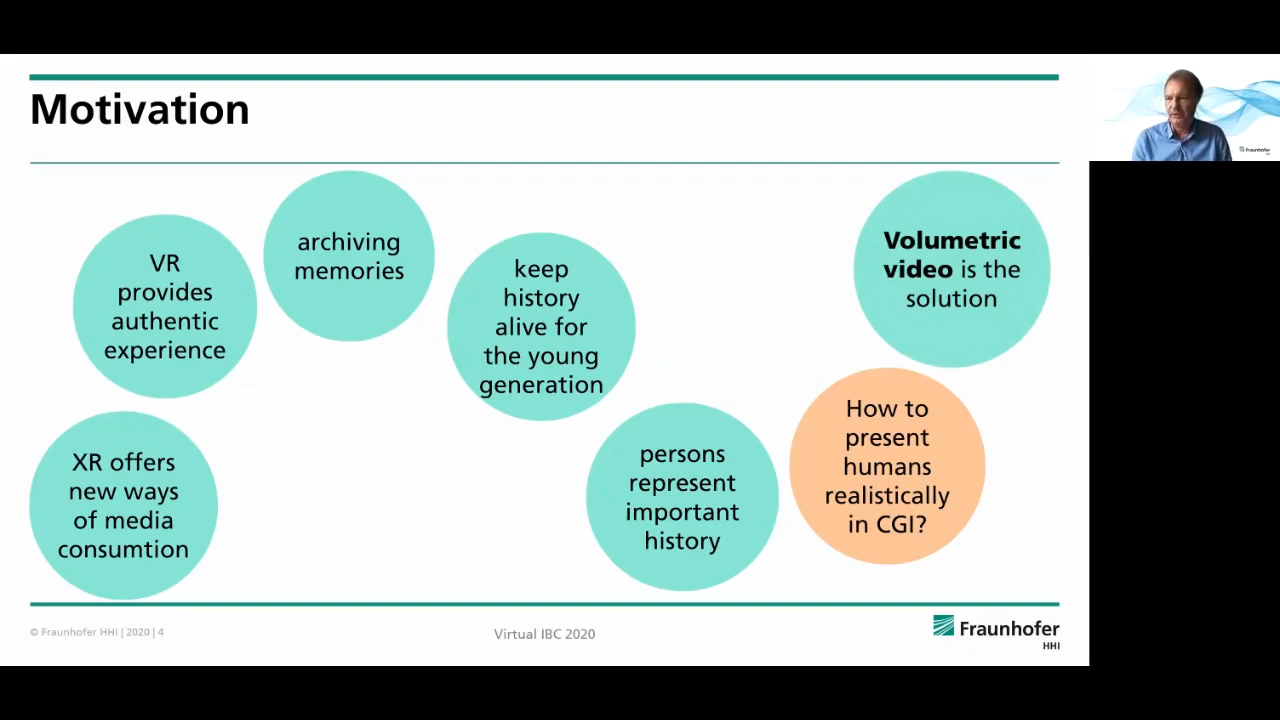 Motivation
VR
provides
authentic
experience
archiving
memories
keep
history
alive for
the young
generation
Volumetric
video is the
solution
XR offers
new ways
of media
consumtion
persons
represent
important
history
How to
present
humans
realistically
in CGI?
© Fraunhofer HHI | 2020 | 4
Virtual IBC 2020
Fraunhofer
HHI
Fraunhofer